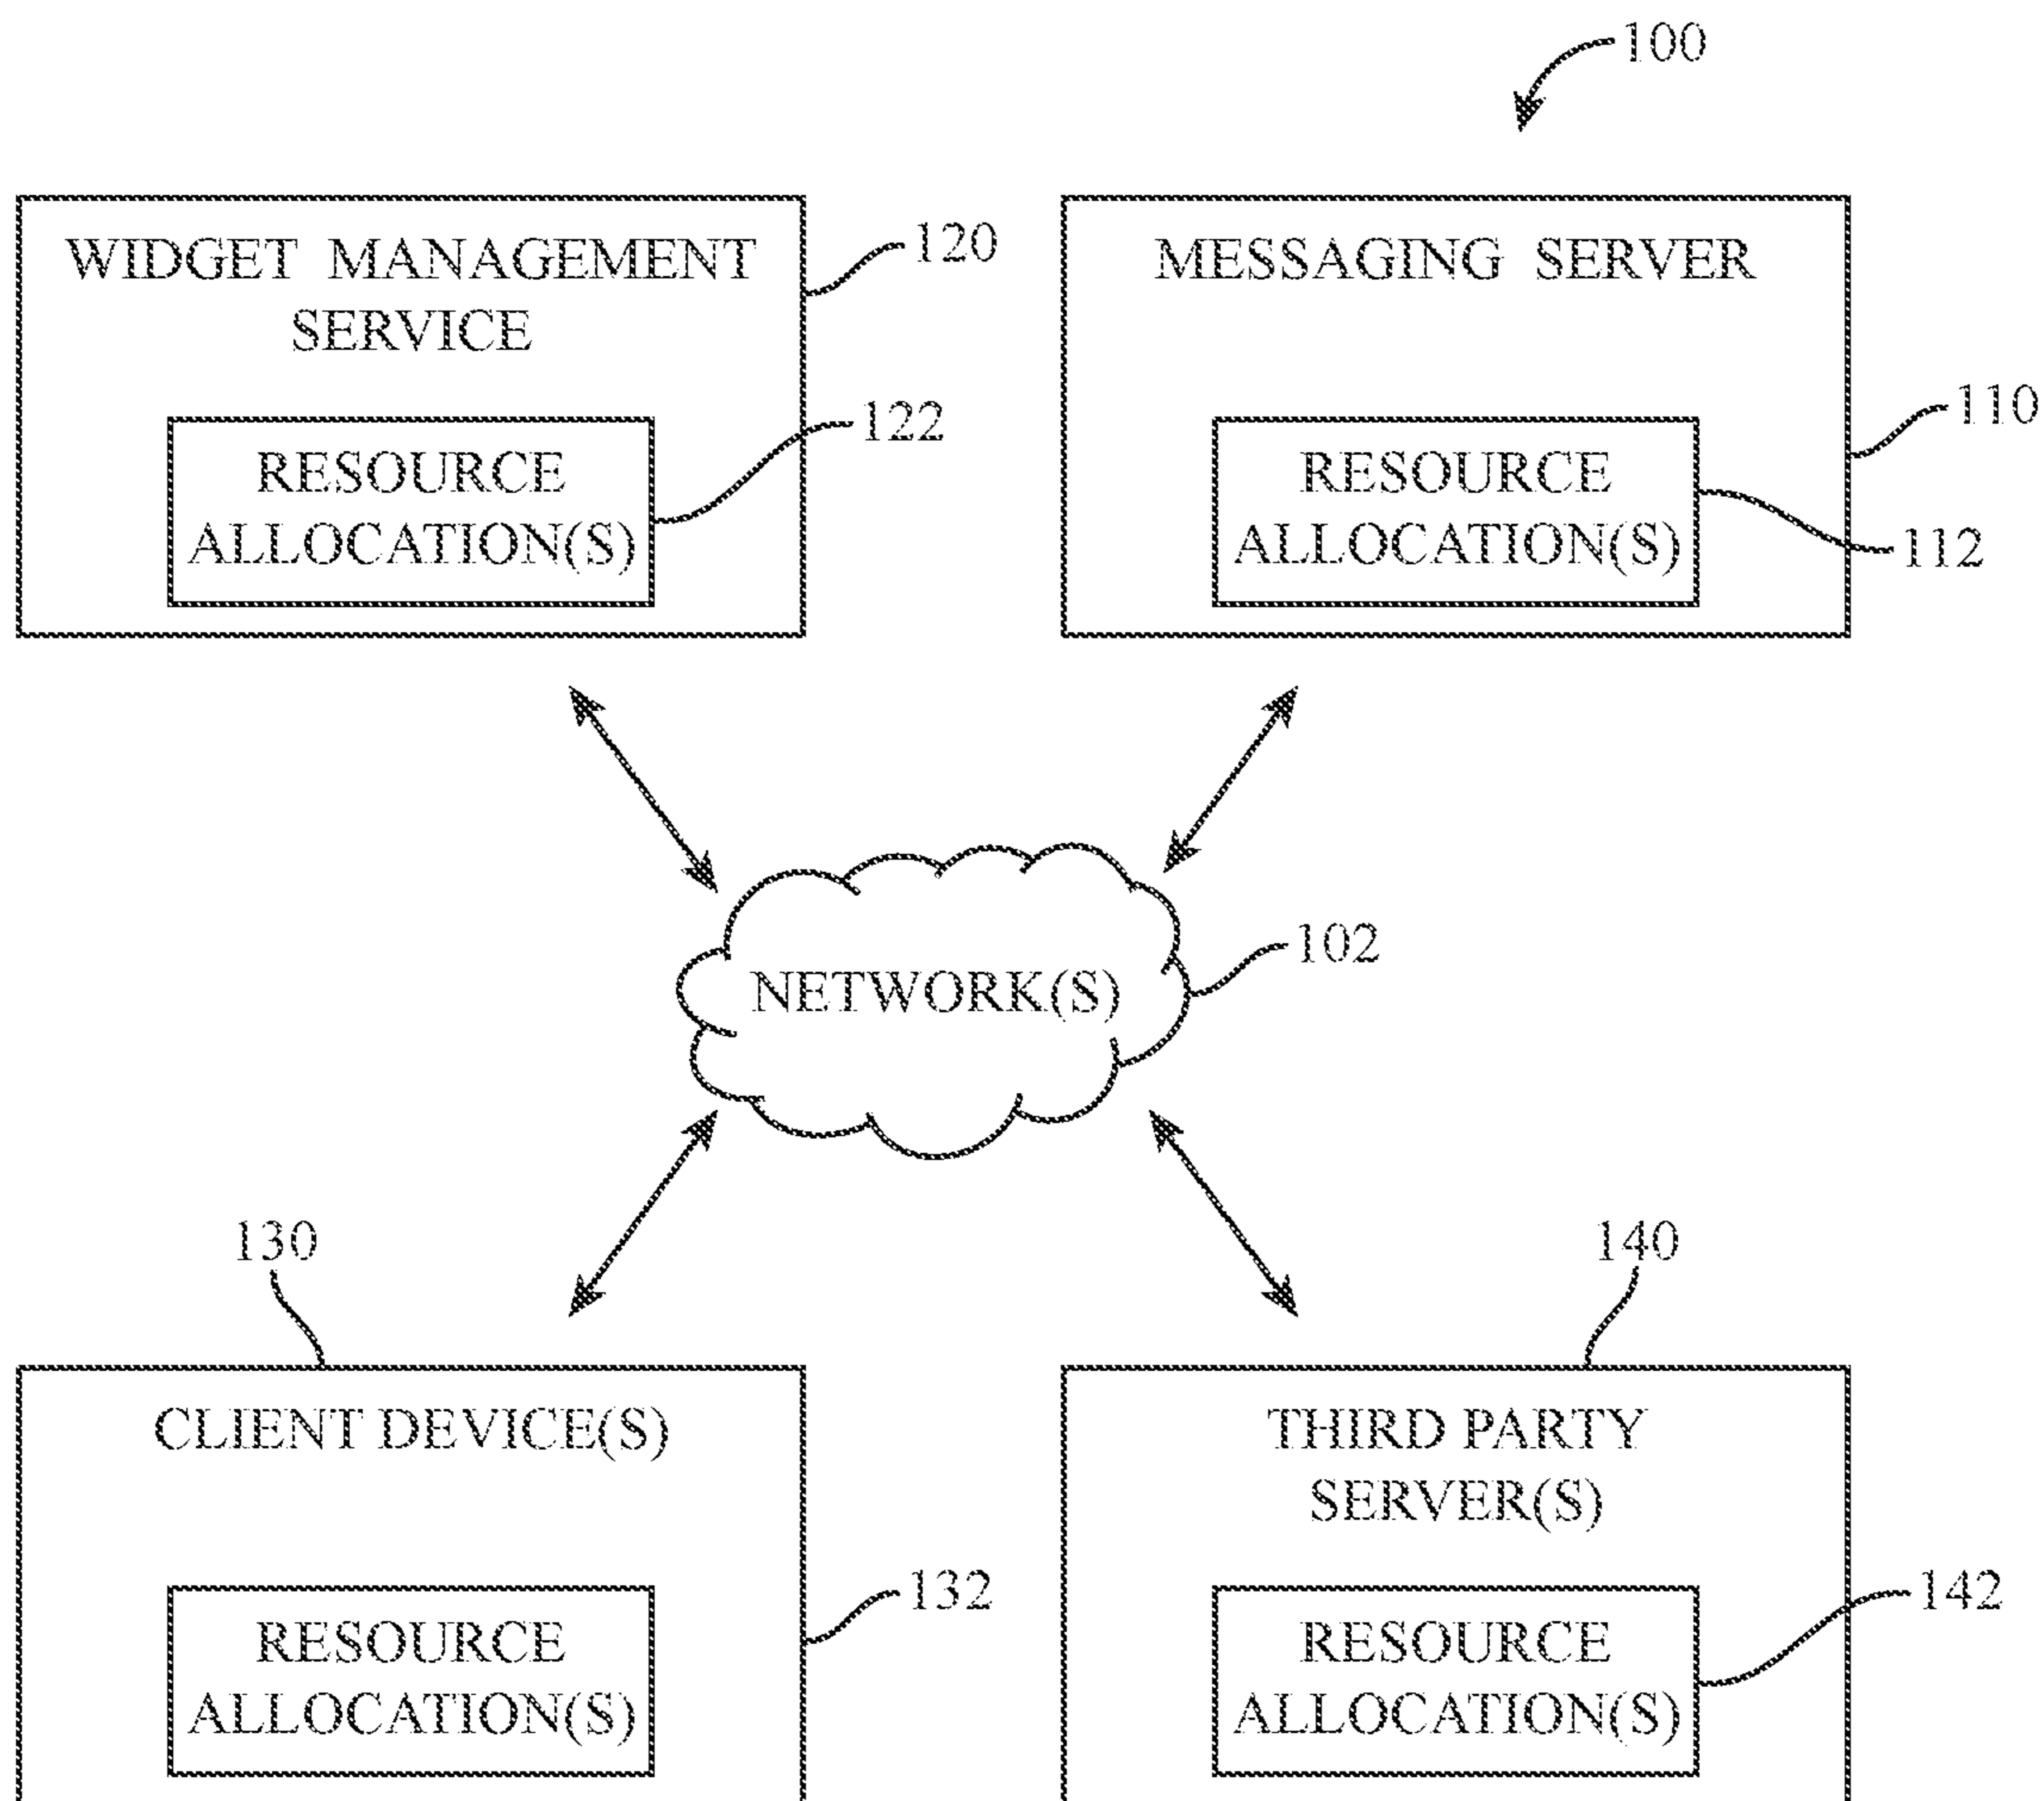 100
WIDGET MANAGEMENT
SERVICE
120
RESOURCE
ALLOCATION(S)
122
MESSAGING SERVER
110
RESOURCE
ALLOCATION(S)
112
NETWORK(S)
102
130
CLIENT DEVICE(S)
RESOURCE
ALLOCATION(S)
132
140
THIRD PARTY
SERVER(S)
RESOURCE
ALLOCATION(S)
142